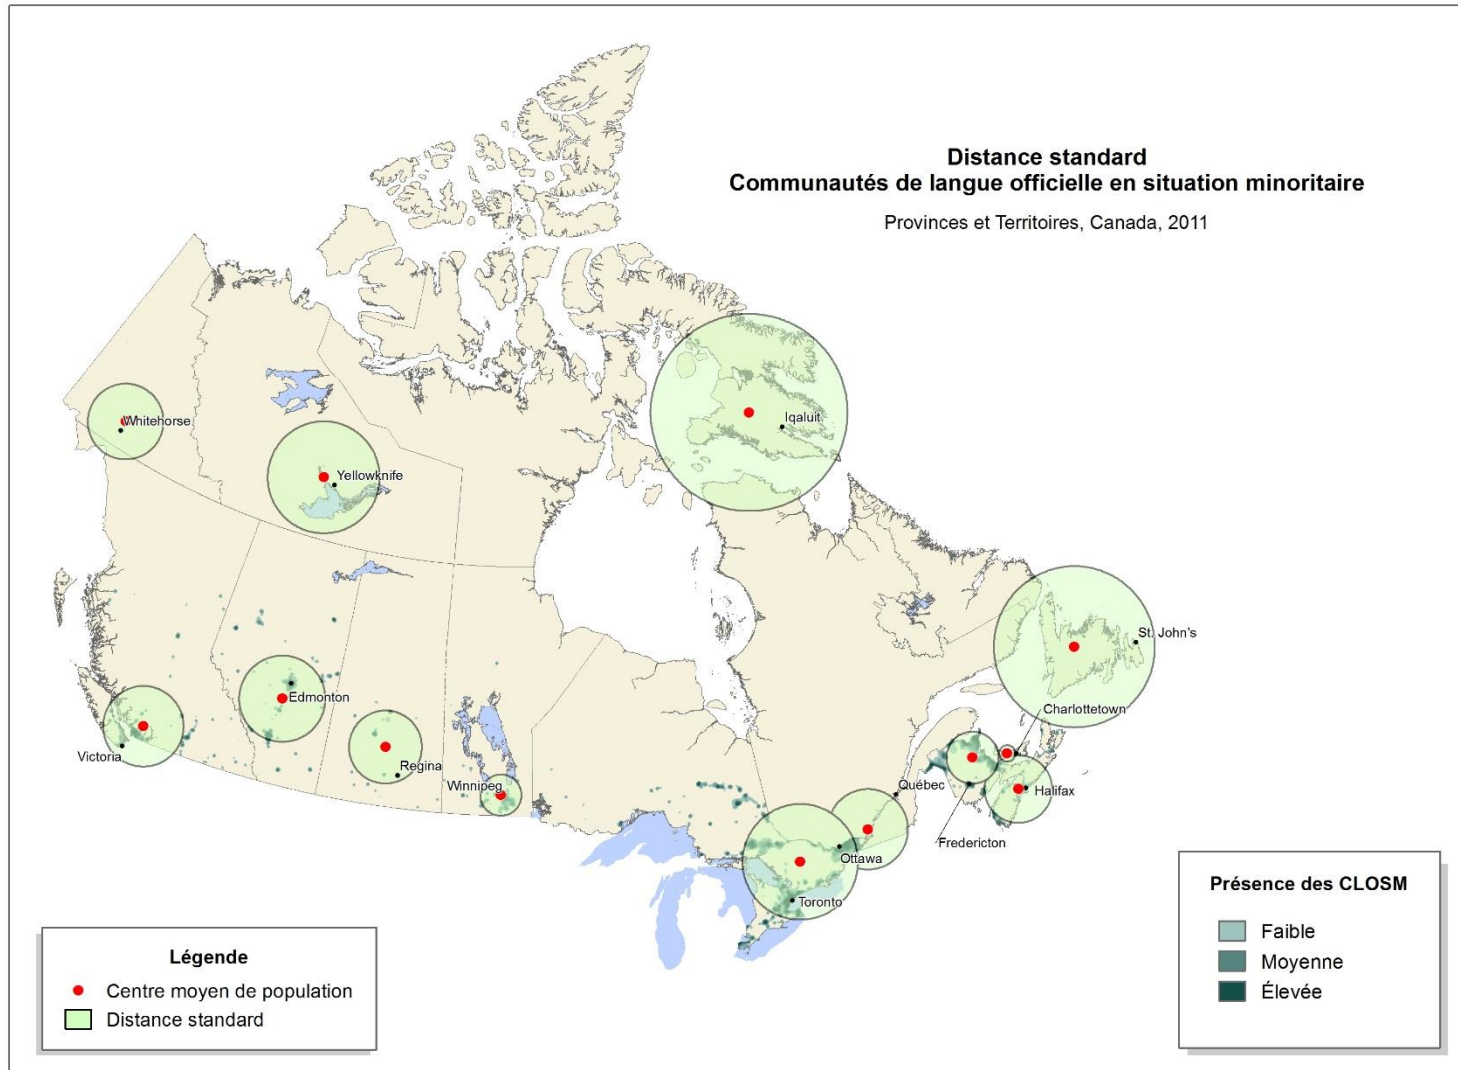 Distance standard
Communautés de langue officielle en situation minoritaire
Provinces et Territoires, Canada, 2011
Iqaluit
Whitehorse
Yellowknife
St. John's
Edmonton
Charlottetown
Victoria
Regina
Winnipeg
Québec
Halifax
Fredericton
Ottawa
Toronto
Présence des CLOSM
Faible
Moyenne
Élevée
Légende
Centre moyen de population
Distance standard